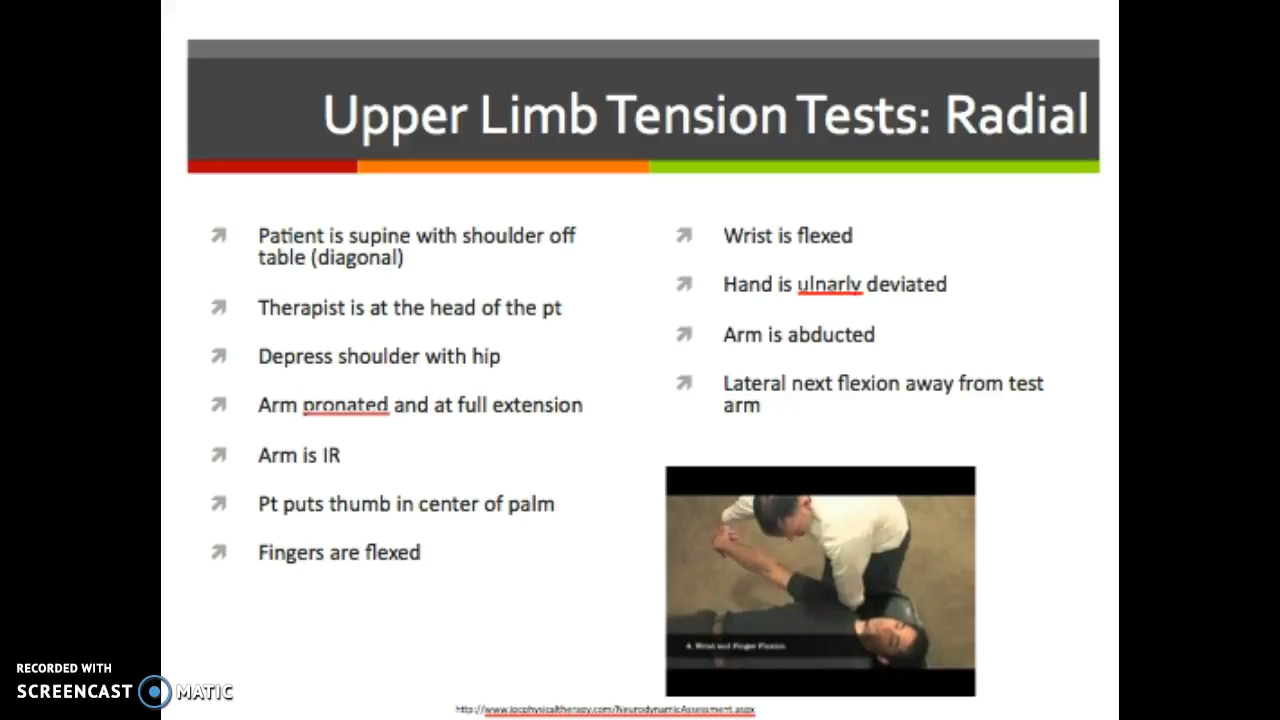 Upper Limb Tension Tests: Radial
Patient is supine with shoulder off
table (diagonal)
Therapist is at the head of the pt
Depress shoulder with hip
Arm pronated and at full extension
Arm is IR
Pt puts thumb in center of palm
Fingers are flexed
Wrist is flexed
Hand is ulnarly deviated
Arm is abducted
Lateral next flexion away from test
arm
4. Wrist and Finger Flexion
RECORDED WITH
SCREENCAST MATIC